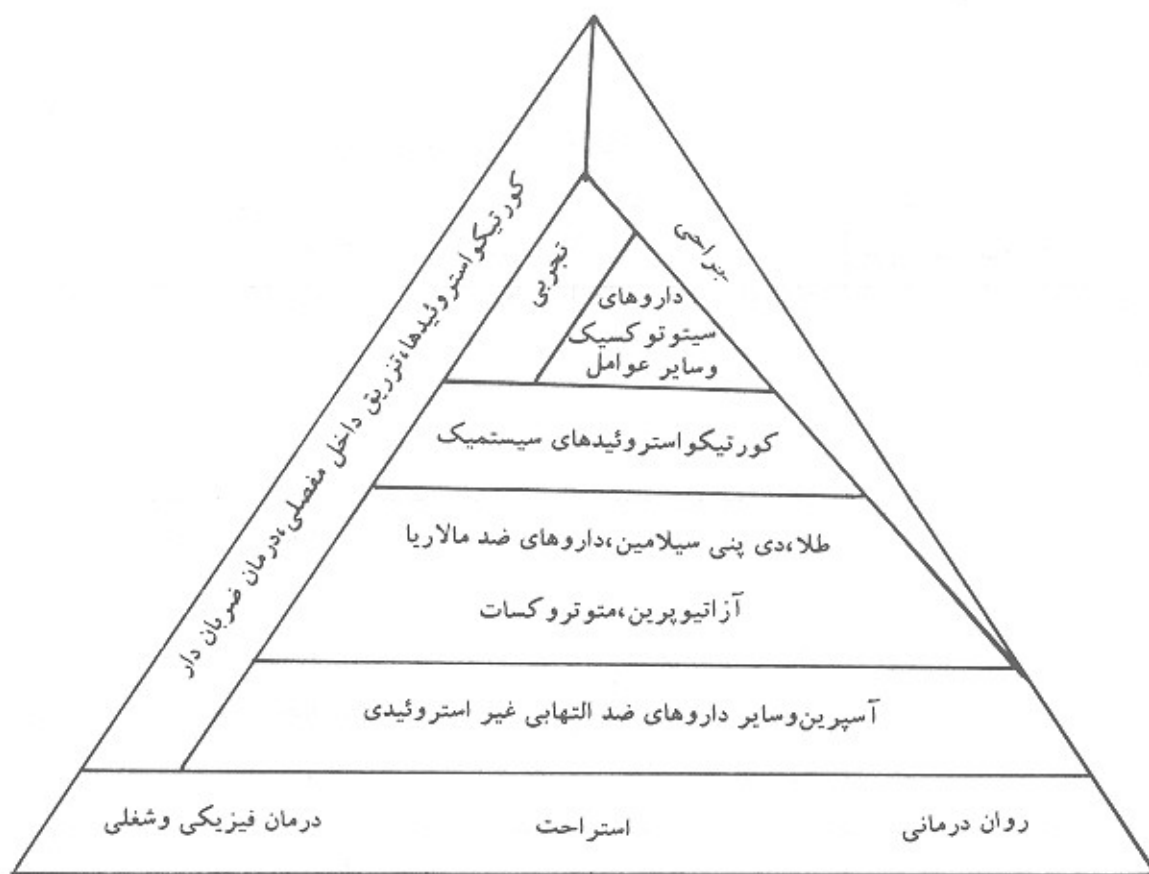 جراحی
کورتیکواستروئیدها،تزریق داخل مفصلی،درمان ضربان دار
تجربی
داروهای
سیتوتوکسیک
وسایر عوامل
کورتیکواستروئیدهای سیستمیک
طلا،دی پنی سیلامین،داروهای ضد مالاریا
آزاتیوپرین،متوتروکسات
آسپرین‌وسایر داروهای ضد التهابی غیر استروئیدی
روان درمانی
استراحت
درمان فیزیکی وشغلی